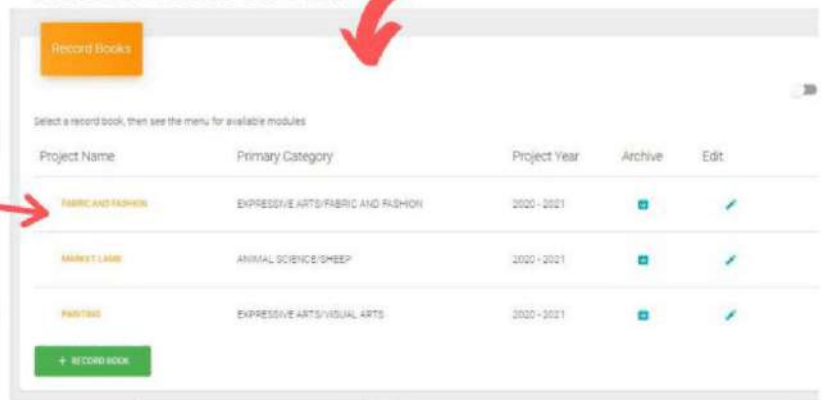 Record Books
Select a record book, then see the menu for available modules
Project Name Primary Category Project Year Archive Edit
FABRIC AND FASHION EXPRESSIVE ARTS/FABRIC AND FASHION 2020 - 2021
MARKET LAMB ANIMAL SCIENCE/SHEEP 2020 - 2021
PAINTING EXPRESSIVE ARTS/VISUAL ARTS 2020 - 2021
+ RECORD BOOK